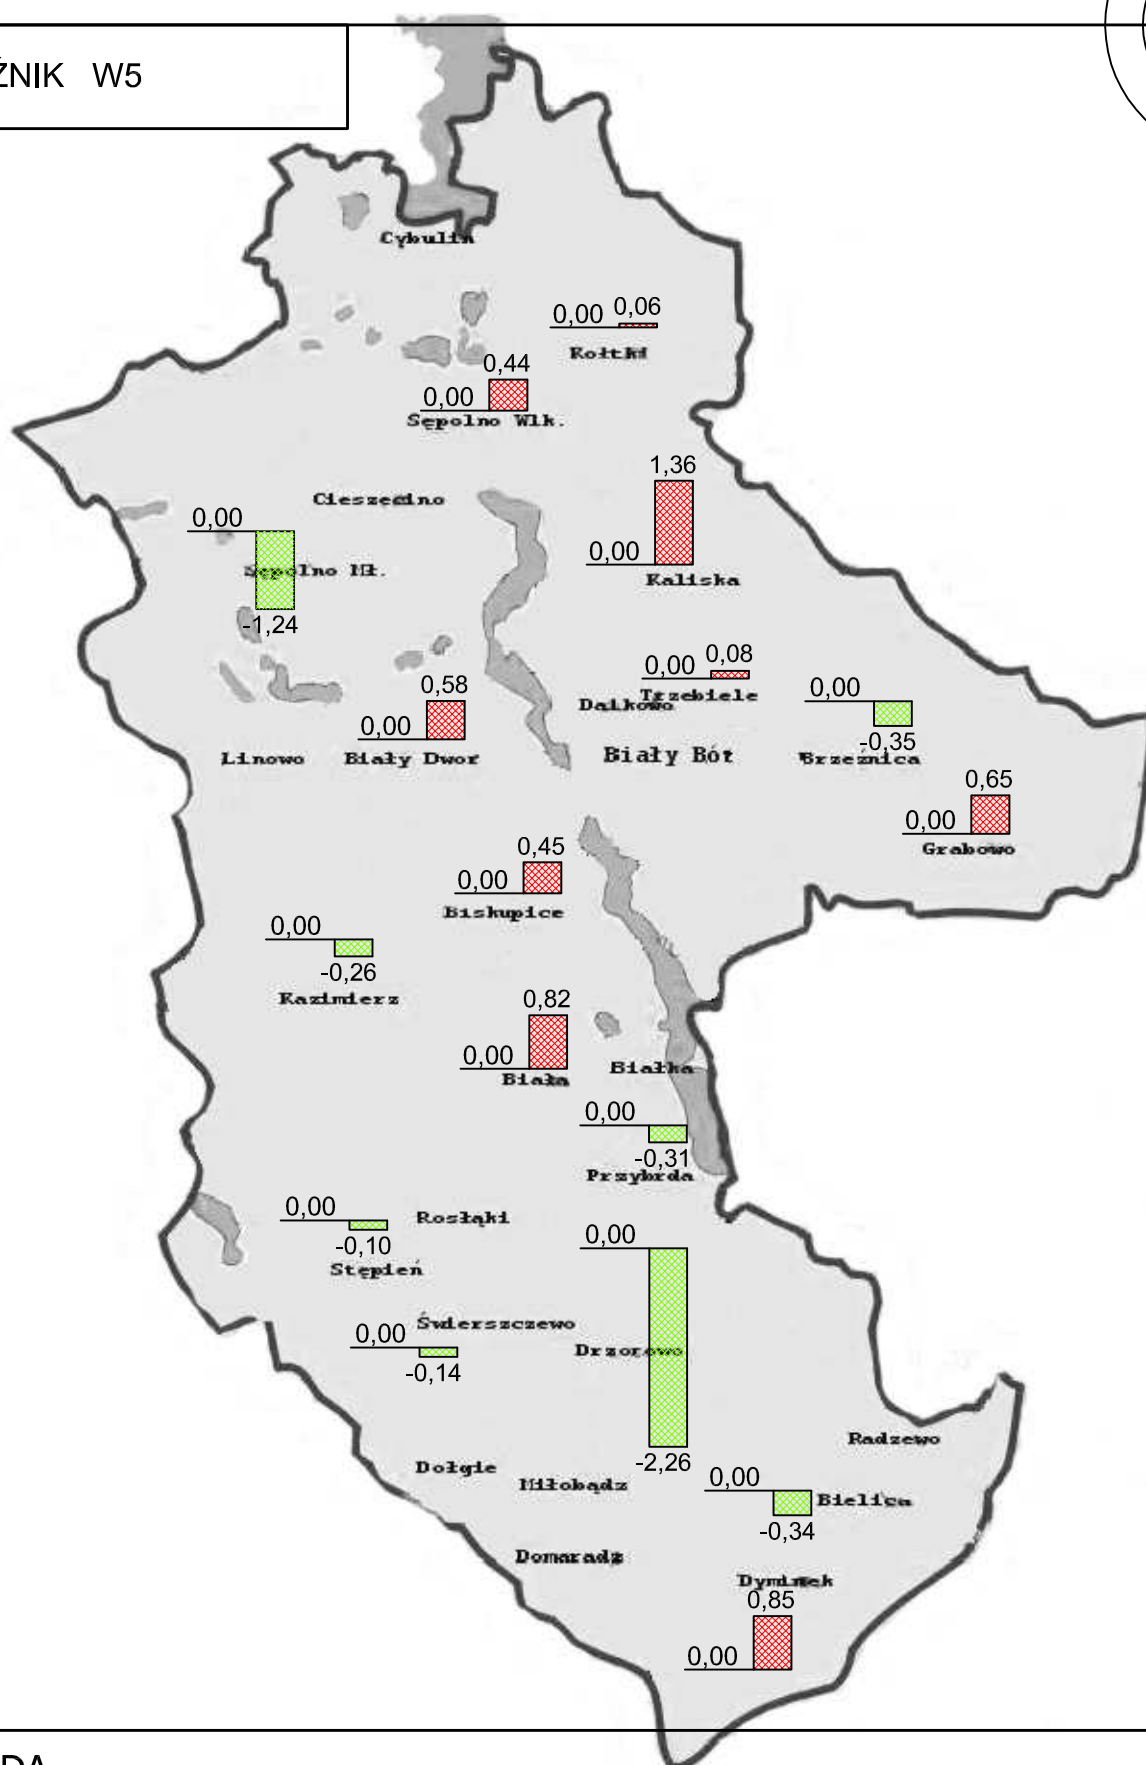 ŹNIK W5
Cybulin
0,00 0,06
Kołtki
0,44
0,00
Sępolno Wlk.
1,36
0,00
Kaliska
Cieszęcino
0,00
Sępolno Mł.
-1,24
0,00 0,08
Trzebiele
Dalkowo
0,58
0,00
Linowo
Biały Dwór
Biały Bór
0,00
-0,35
Brzeźnica
0,65
0,00
Grabowo
0,45
0,00
Biskupice
0,00
-0,26
Kazimierz
0,82
0,00
Biała
Białka
0,00
-0,31
Przybrda
0,00
-0,10
Stępień
Rosłąki
0,00
Drzonowo
-2,26
Świerszczewo
0,00
-0,14
Radzewo
Dołgie
Miłobądz
0,00
Bielica
-0,34
Domaradz
Dyminek
0,85
0,00
DA